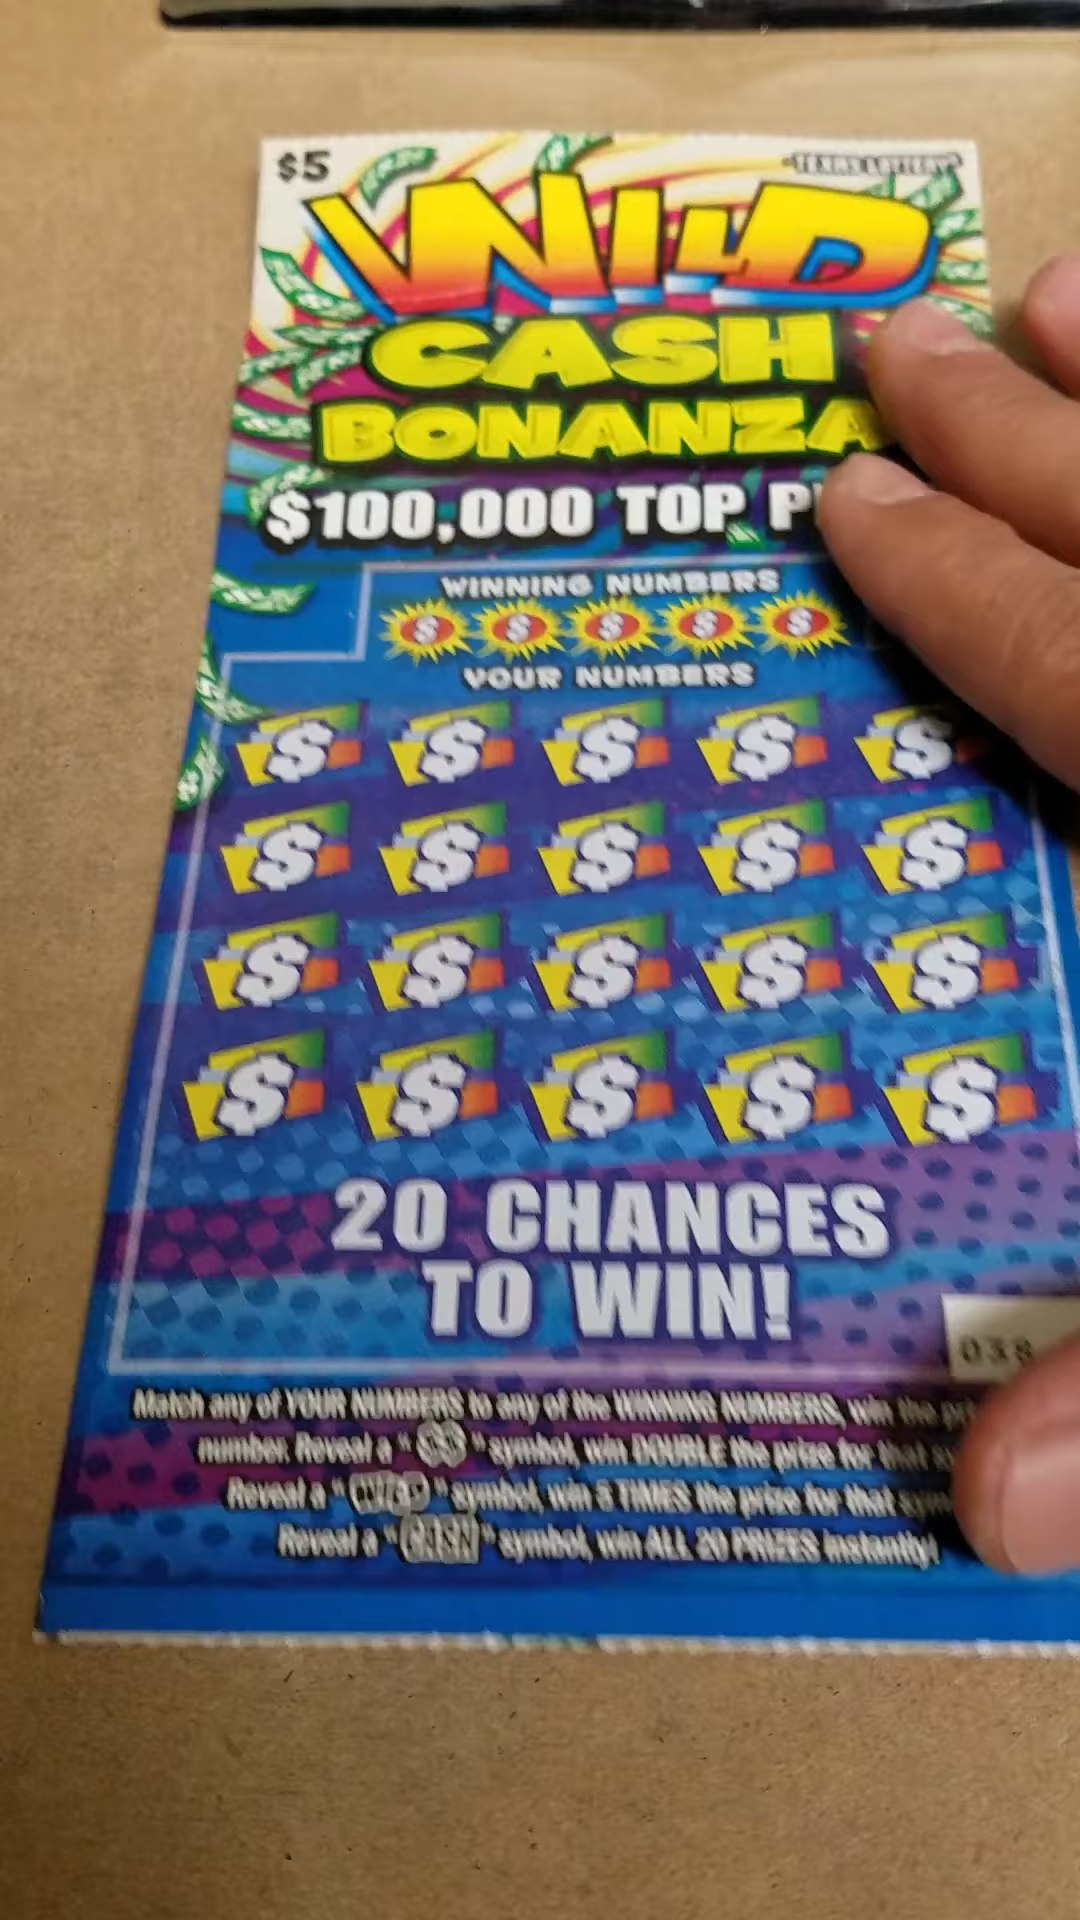 $5
TEXAS LOTTERY
WILD
CASH
BONANZA
$100,000 TOP P
WINNING NUMBERS
$ $ $ $ $
YOUR NUMBERS
$ $ $ $ $
$ $ $ $ $
$ $ $ $ $
$ $ $ $ $
20 CHANCES
TO WIN!
038
Match any of YOUR NUMBERS to any of the WINNING NUMBERS, win the
number. Reveal a " " symbol, win DOUBLE the prize for that
Reveal a " " symbol, win 5 TIMES the prize for that
Reveal a " " symbol, win ALL 20 PRIZES instantly!